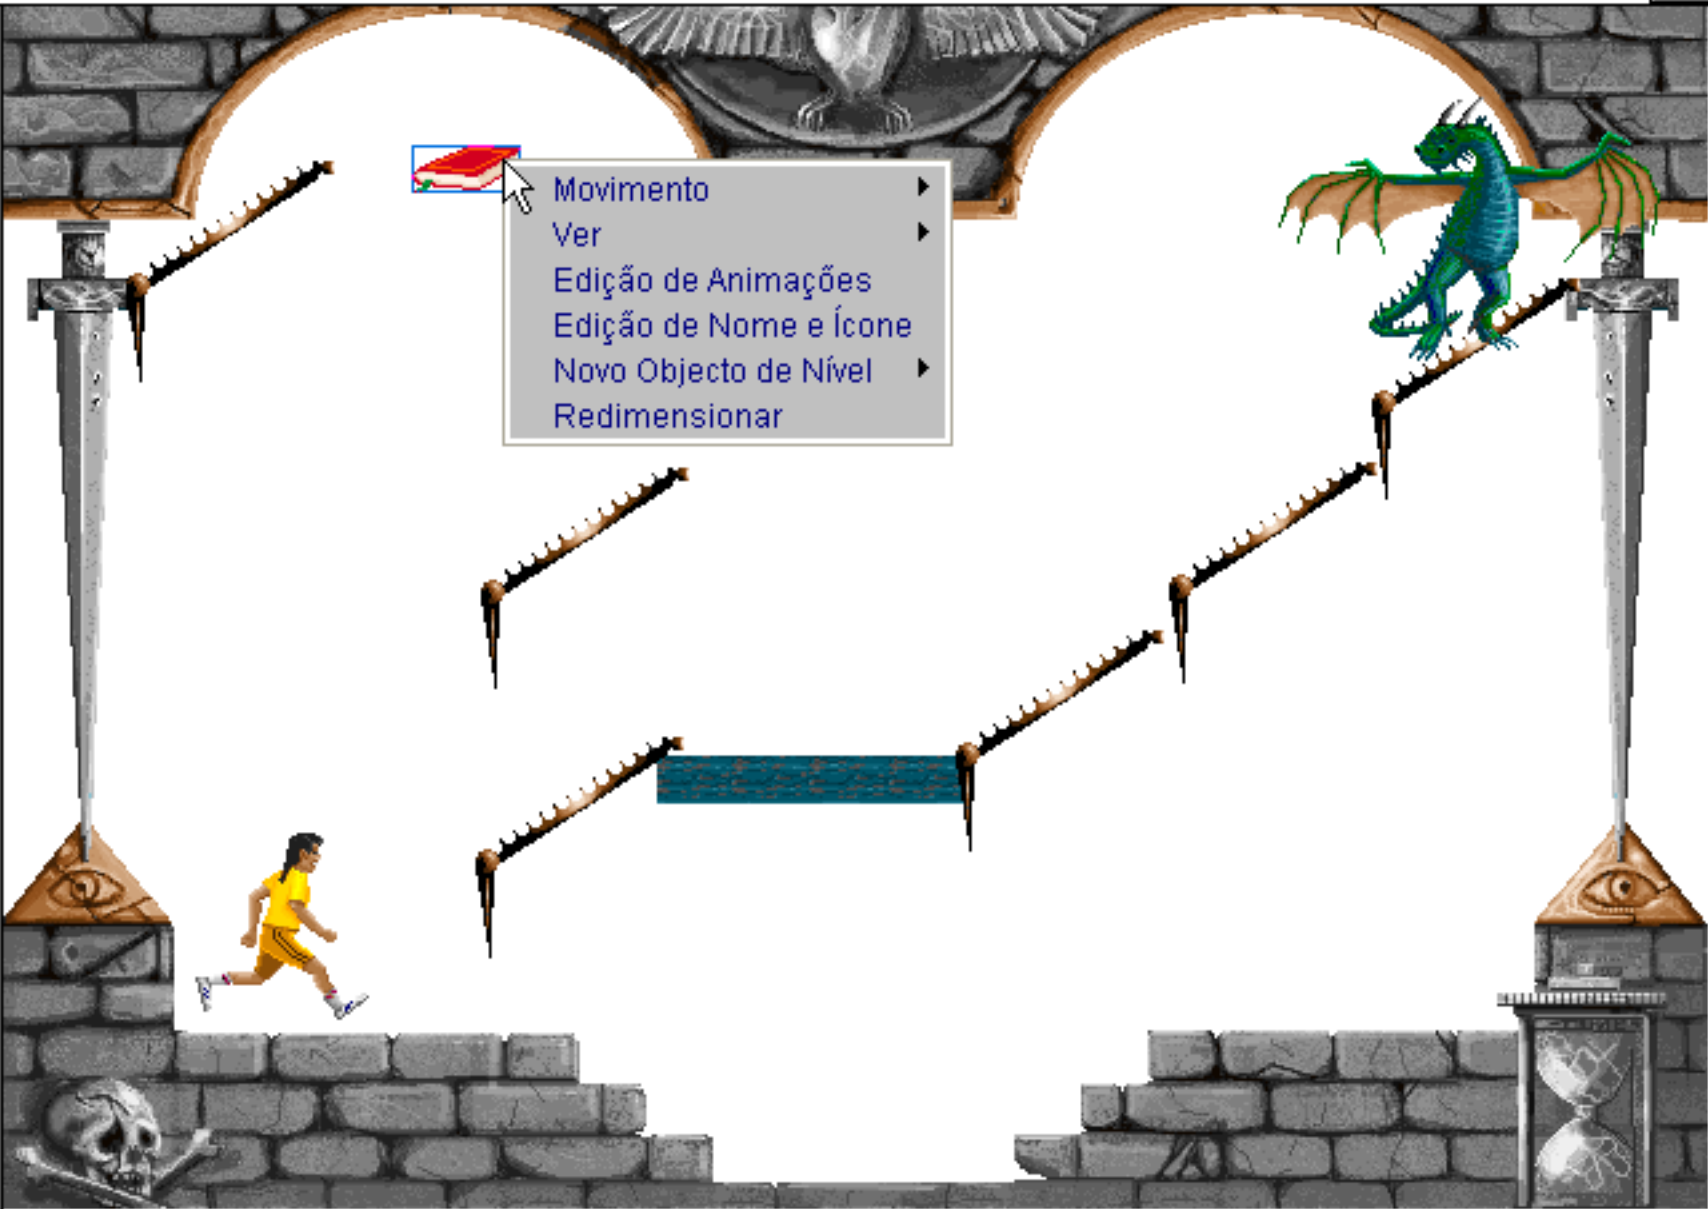 Movimento
Ver
Edição de Animações
Edição de Nome e Ícone
Novo Objecto de Nível
Redimensionar